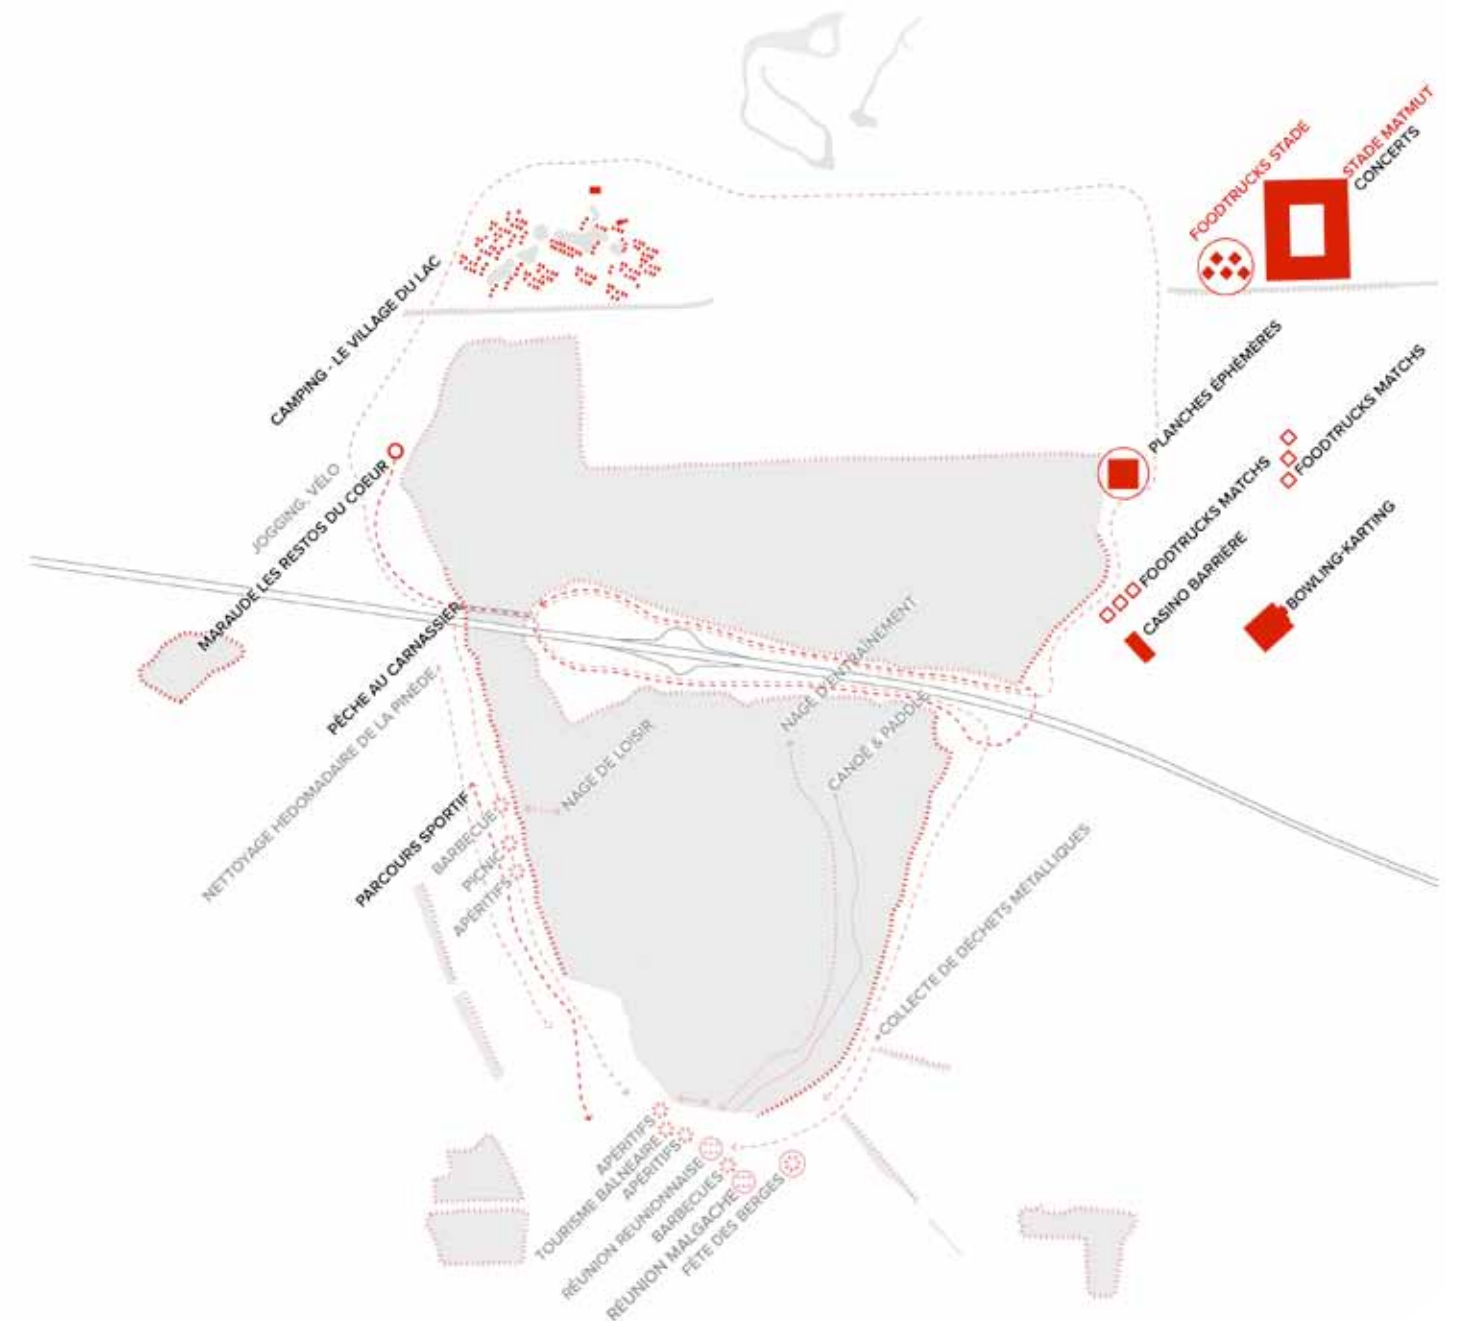 FOODTRUCKS STADE
STADE MATMUT
CONCERTS
CAMPING - LE VILLAGE DU LAC
PLANCHES ÉPHÉMÈRES
FOODTRUCKS MATCHS
FOODTRUCKS MATCHS
JOGGING, VÉLO
MARAUDE LES RESTOS DU COEUR
CASINO BARRIÈRE
BOWLING-KARTING
PÊCHE AU CARNASSIER
NETTOYAGE HEDOMADAIRE DE LA PINÈDE
NAGE D'ENTRAÎNEMENT
NAGE DE LOISIR
CANOË & PADDLE
PARCOURS SPORTIF
BARBECUE
PICNIC
APÉRITIFS
COLLECTE DE DÉCHETS MÉTALLIQUES
APÉRITIFS
TOURISME BALNÉAIRE
APÉRITIFS
RÉUNION REUNIONNAISE
BARBECUES
RÉUNION MALGACHE
FÊTE DES BERGES